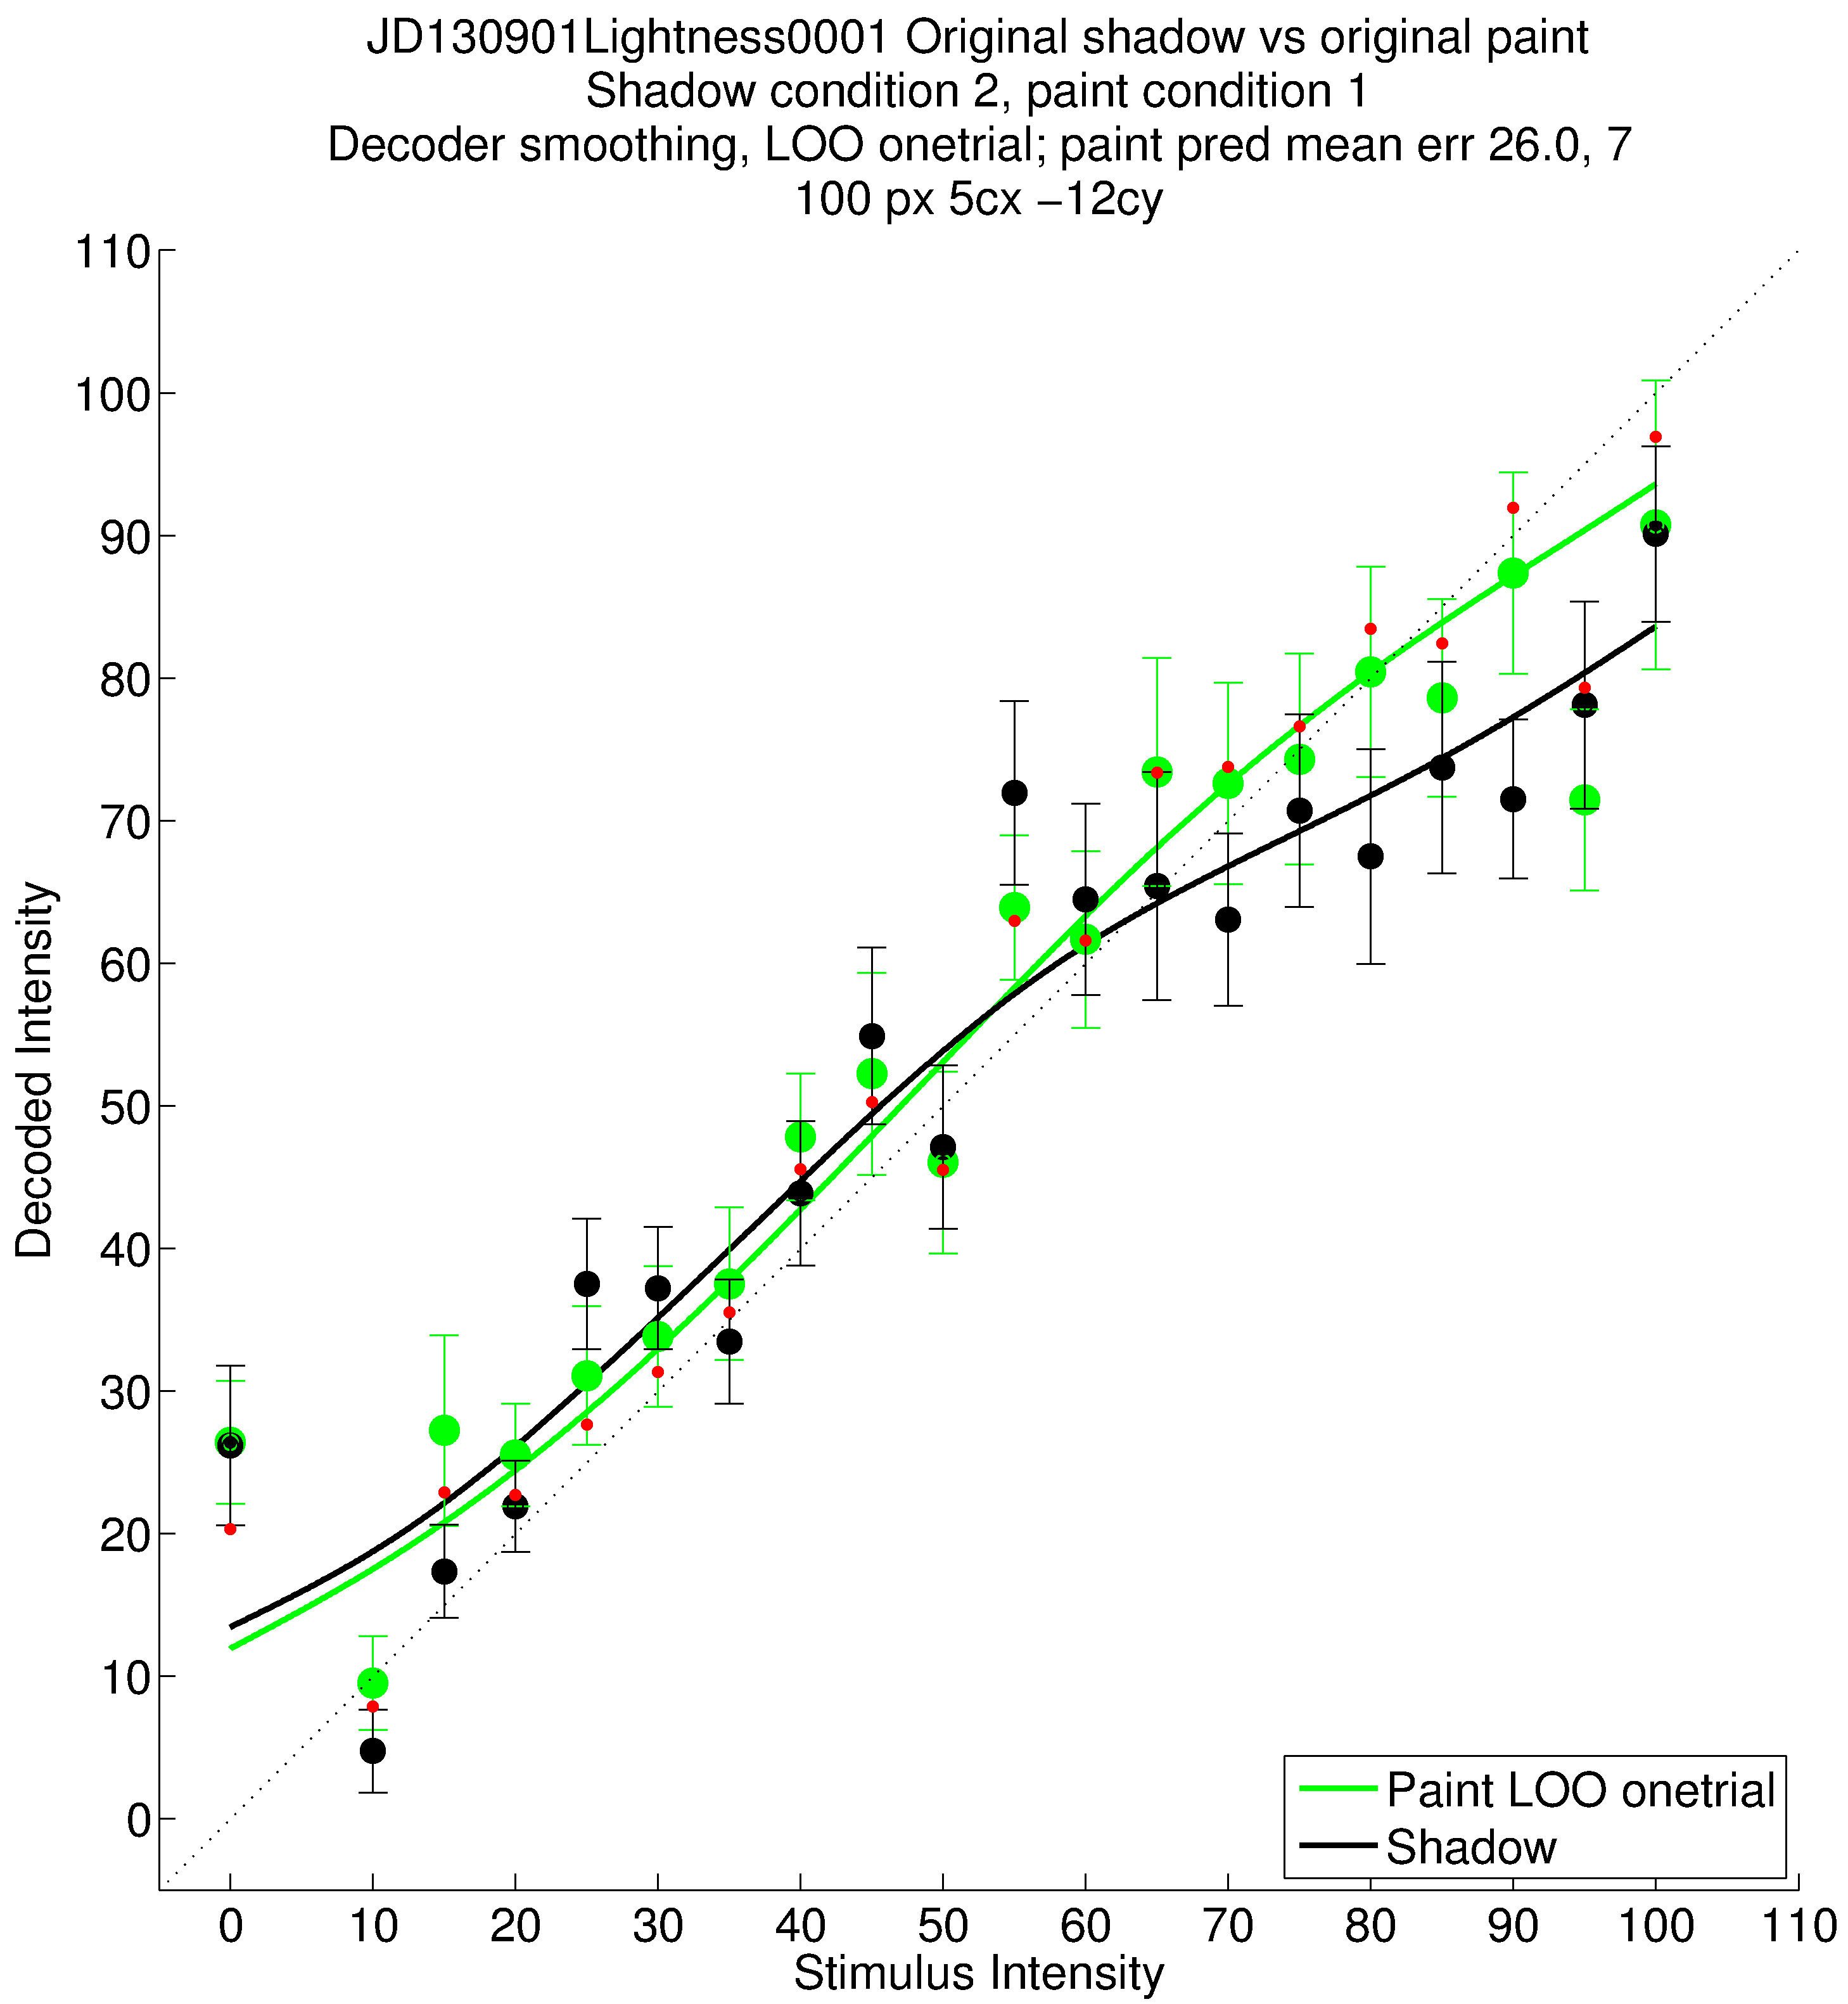 JD130901Lightness0001 Original shadow vs original paint
Shadow condition 2, paint condition 1
Decoder smoothing, LOO onetrial; paint pred mean err 26.0, 7
100 px 5cx −12cy
110
100
90
80
70
60
50
40
30
20
10
0
Decoded Intensity
Paint LOO onetrial
Shadow
0 10 20 30 40 50 60 70 80 90 100 110
Stimulus Intensity